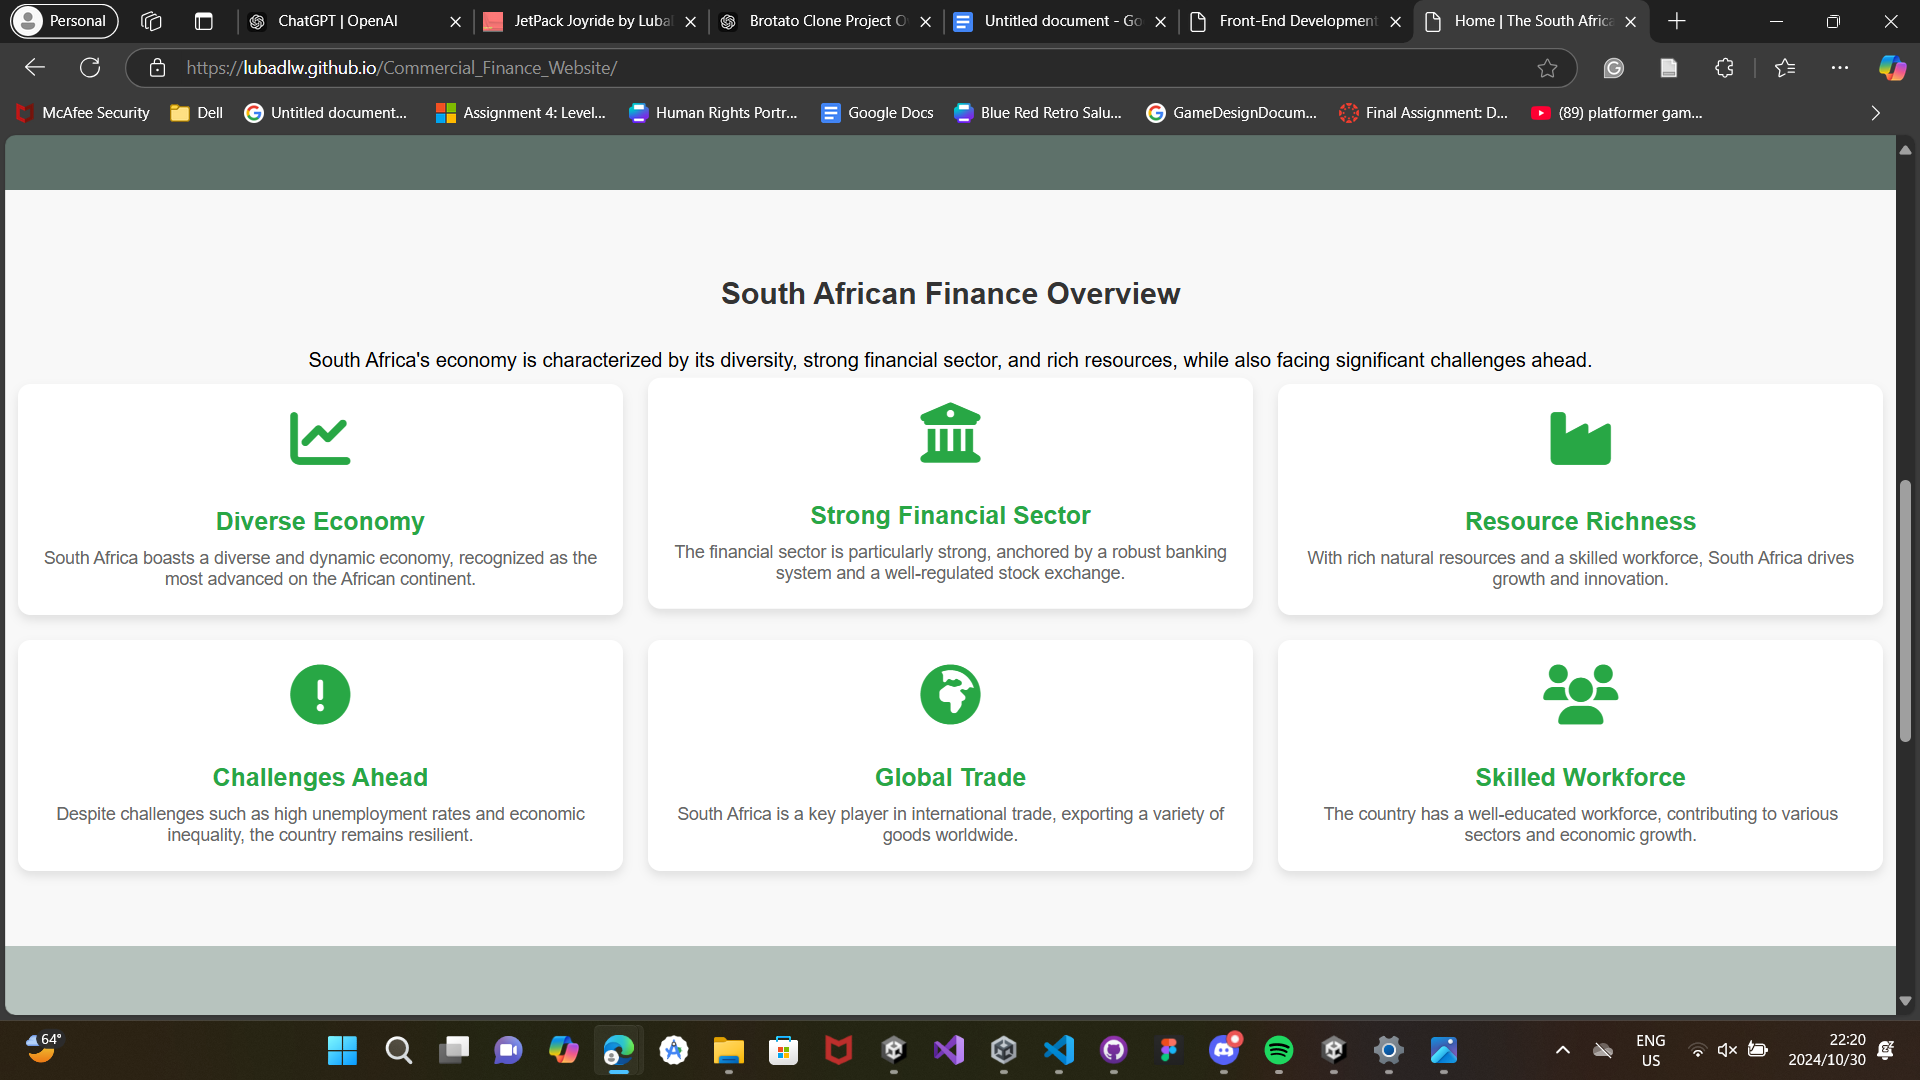 Personal
ChatGPT | OpenAI
JetPack Joyride by Luba
Brotato Clone Project O
Untitled document - Go
Front-End Development
Home | The South Africa
https://lubadlw.github.io/Commercial_Finance_Website/
McAfee Security
Dell
Untitled document...
Assignment 4: Level...
Human Rights Portr...
Google Docs
Blue Red Retro Salu...
GameDesignDocum...
Final Assignment: D...
(89) platformer gam...
South African Finance Overview
South Africa's economy is characterized by its diversity, strong financial sector, and rich resources, while also facing significant challenges ahead.
Diverse Economy
South Africa boasts a diverse and dynamic economy, recognized as the
most advanced on the African continent.
Strong Financial Sector
The financial sector is particularly strong, anchored by a robust banking
system and a well-regulated stock exchange.
Resource Richness
With rich natural resources and a skilled workforce, South Africa drives
growth and innovation.
Challenges Ahead
Despite challenges such as high unemployment rates and economic
inequality, the country remains resilient.
Global Trade
South Africa is a key player in international trade, exporting a variety of
goods worldwide.
Skilled Workforce
The country has a well-educated workforce, contributing to various
sectors and economic growth.
64°
ENG
US
22:20
2024/10/30